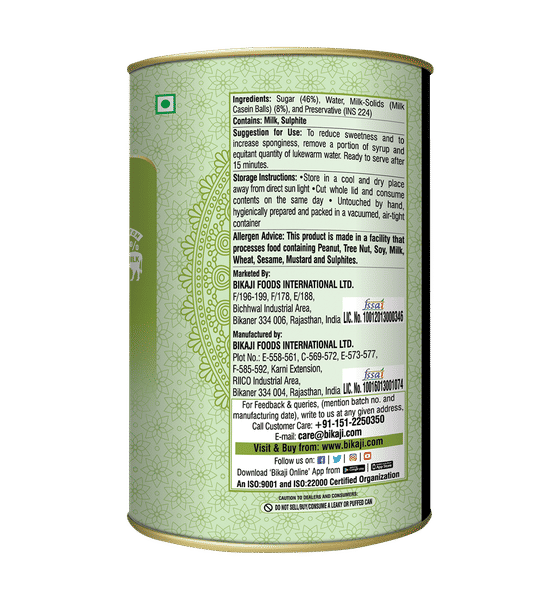 Ingredients: Sugar (46%), Water, Milk-Solids (Milk
Casein Balls) (8%), and Preservative (INS 224)
Contains: Milk, Sulphite
Suggestion for Use: To reduce sweetness and to
increase sponginess, remove a portion of syrup and
equitant quantity of lukewarm water. Ready to serve after
15 minutes.
Storage Instructions: •Store in a cool and dry place
away from direct sun light •Cut whole lid and consume
contents on the same day • Untouched by hand,
hygienically prepared and packed in a vacuumed, air-tight
container
Allergen Advice: This product is made in a facility that
processes food containing Peanut, Tree Nut, Soy, Milk,
Wheat, Sesame, Mustard and Sulphites.
Marketed By:
BIKAJI FOODS INTERNATIONAL LTD.
F/196-199, F/178, E/188,
Bichhwal Industrial Area,
Bikaner 334 006, Rajasthan, India
fssai
LIC. No. 10012013000346
Manufactured by:
BIKAJI FOODS INTERNATIONAL LTD.
Plot No.: E-558-561, C-569-572, E-573-577,
F-585-592, Karni Extension,
RIICO Industrial Area,
Bikaner 334 004, Rajasthan, India
fssai
LIC. No. 10016013001074
For Feedback & queries, (mention batch no. and
manufacturing date), write to us at any given address,
Call Customer Care: +91-151-2250350
E-mail: care@bikaji.com
Visit & Buy from: www.bikaji.com
Follow us on:
Download 'Bikaji Online' App from
An ISO:9001 and ISO:22000 Certified Organization
CAUTION TO DEALERS AND CONSUMERS:
DO NOT SELL/BUY/CONSUME A LEAKY OR PUFFED CAN
MILK